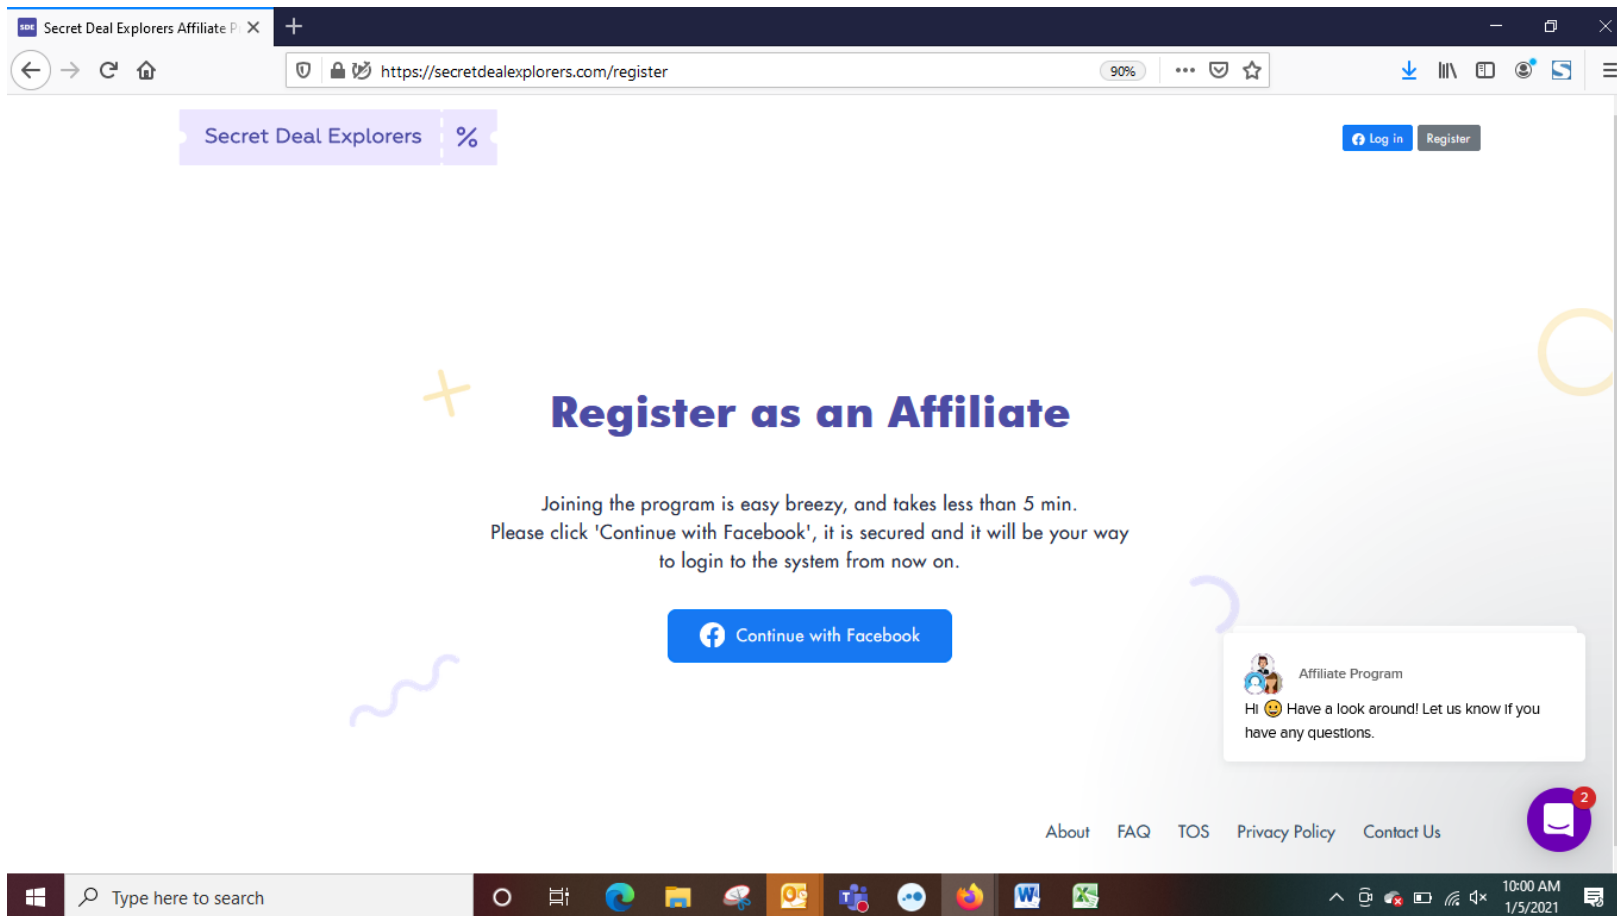 SDE Secret Deal Explorers Affiliate P
https://secretdealexplorers.com/register
90%
Secret Deal Explorers %
Log in
Register
Register as an Affiliate
Joining the program is easy breezy, and takes less than 5 min.
Please click 'Continue with Facebook', it is secured and it will be your way
to login to the system from now on.
Continue with Facebook
Affiliate Program
Hi 😀 Have a look around! Let us know if you
have any questions.
2
About FAQ TOS Privacy Policy Contact Us
Type here to search
10:00 AM
1/5/2021